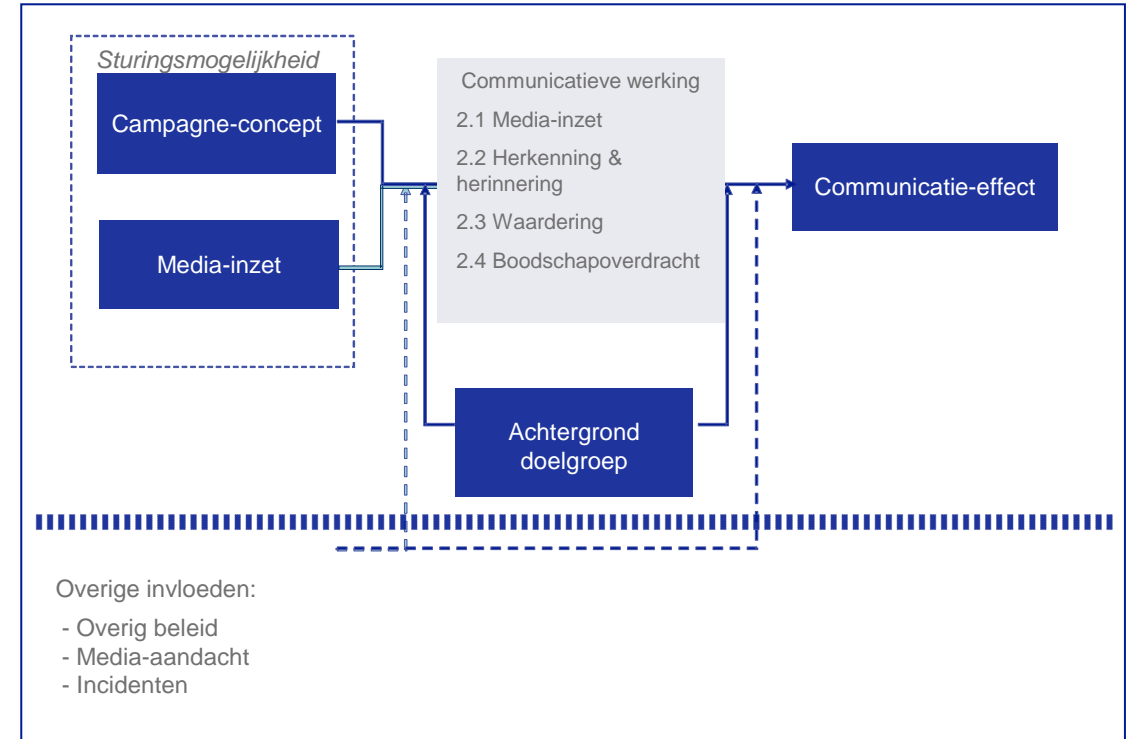 Sturingsmogelijkheid
Campagne-concept
Media-inzet
Communicatieve werking
2.1 Media-inzet
2.2 Herkenning &
herinnering
2.3 Waardering
2.4 Boodschapoverdracht
Communicatie-effect
Achtergrond
doelgroep
Overige invloeden:
- Overig beleid
- Media-aandacht
- Incidenten